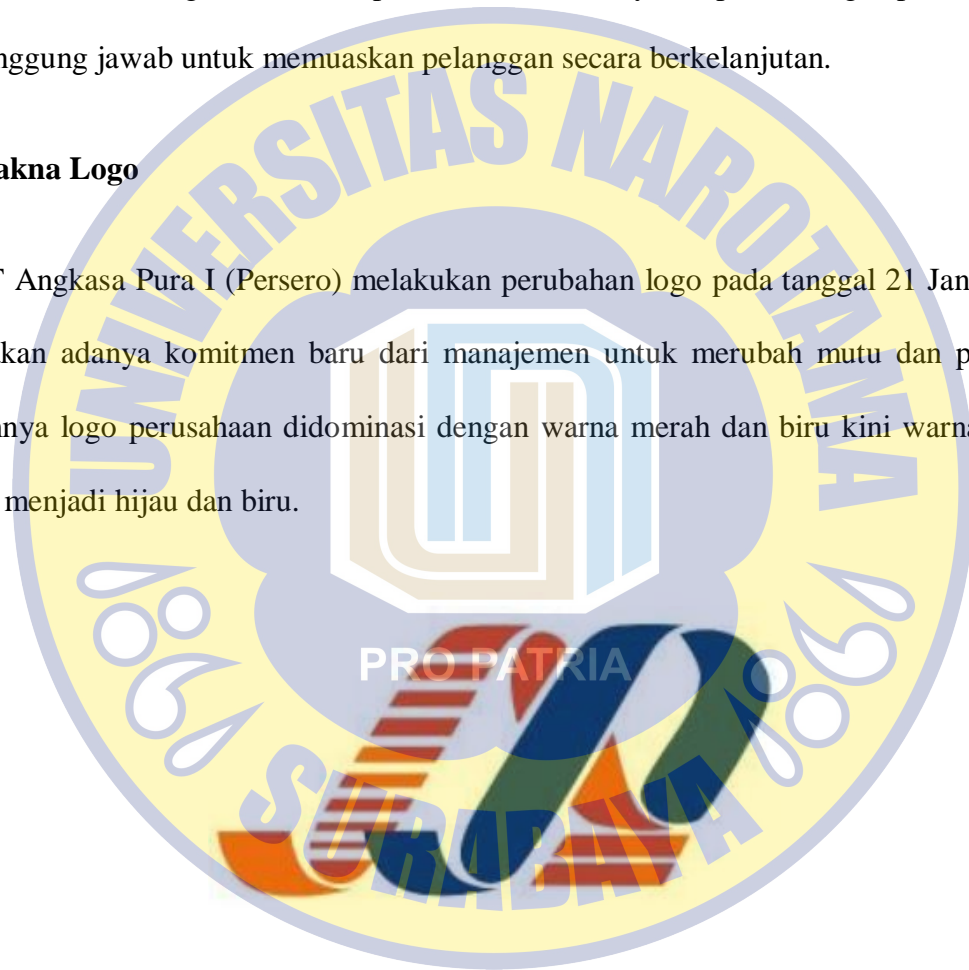 nggung jawab untuk memuaskan pelanggan secara berkelanjutan.
akna Logo
Angkasa Pura I (Persero) melakukan perubahan logo pada tanggal 21 Jan
kan adanya komitmen baru dari manajemen untuk merubah mutu dan p
nya logo perusahaan didominasi dengan warna merah dan biru kini warna
menjadi hijau dan biru.
UNIVERSITAS NAROTAMA
PRO PATRIA
1981 1981
SURABAYA